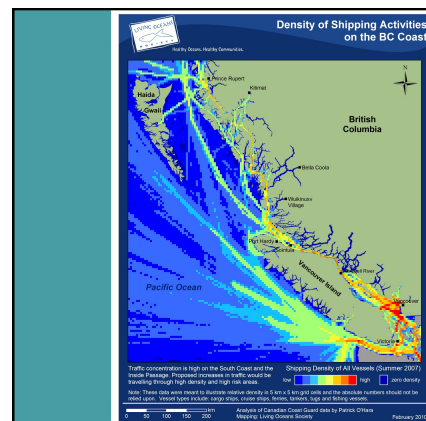 LIVING OCEANS
SOCIETY
Healthy Oceans. Healthy Communities.
Density of Shipping Activities
on the BC Coast
Prince Rupert
Kitimat
Haida
Gwaii
N
British
Columbia
Bella Coola
Wuikinuxv
Village
Port Hardy
Sointula
Vancouver Island
Campbell River
Pacific Ocean
Vancouver
Victoria
Traffic concentration is high on the South Coast and the
Inside Passage. Proposed increases in traffic would be
travelling through high density and high risk areas.
Shipping Density of All Vessels (Summer 2007)
low high zero density
Note: These data were meant to illustrate relative density in 5 km x 5 km grid cells and the absolute numbers should not be
relied upon. Vessel types include: cargo ships, cruise ships, ferries, tankers, tugs and fishing vessels.
0 50 100 150 200 km
Analysis of Canadian Coast Guard data by Patrick O'Hara
Mapping: Living Oceans Society
February 2010